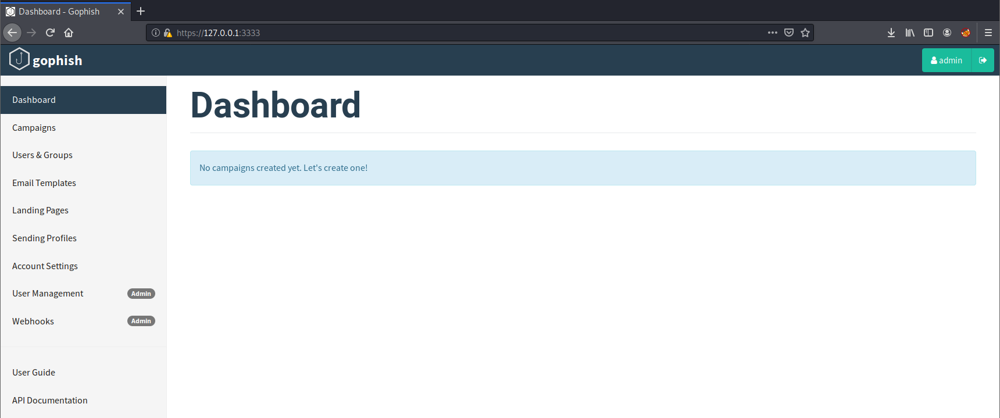 Dashboard - Gophish
https://127.0.0.1:3333
gophish
admin
Dashboard
Campaigns
Users & Groups
Email Templates
Landing Pages
Sending Profiles
Account Settings
User Management Admin
Webhooks Admin
User Guide
API Documentation
Dashboard
No campaigns created yet. Let's create one!